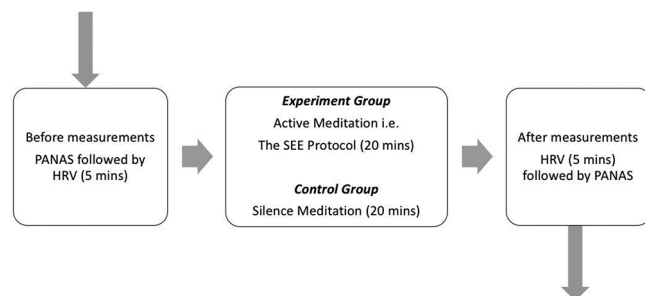 Before measurements
PANAS followed by
HRV (5 mins)
Experiment Group
Active Meditation i.e.
The SEE Protocol (20 mins)
Control Group
Silence Meditation (20 mins)
After measurements
HRV (5 mins)
followed by PANAS